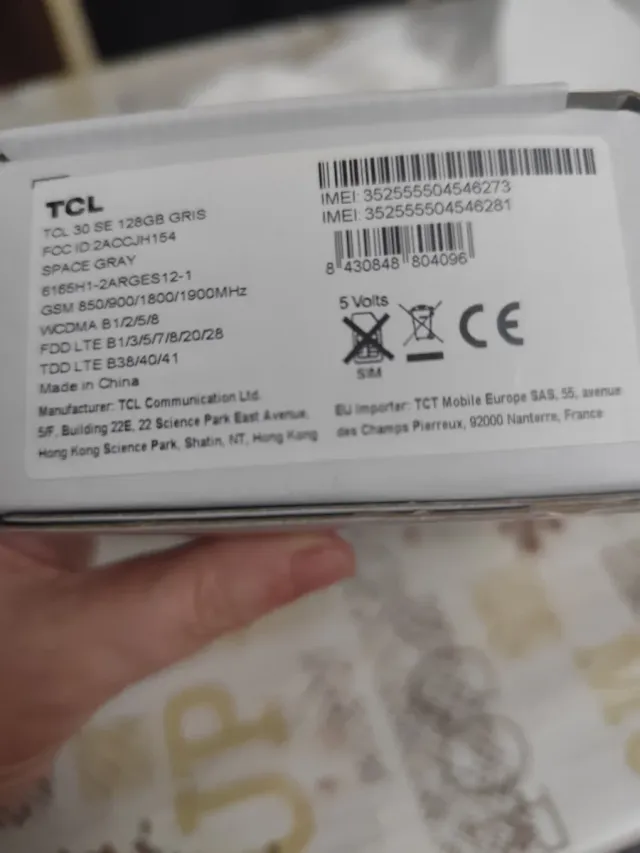 TCL
TCL 30 SE 128GB GRIS
FCC ID:2ACCJH154
SPACE GRAY
6165H1-2ARGES12-1
GSM 850/900/1800/1900MHz
WCDMA B1/2/5/8
FDD LTE B1/3/5/7/8/20/28
TDD LTE B38/40/41
Made in China
Manufacturer: TCL Communication Ltd.
5/F, Building 22E, 22 Science Park East Avenue,
Hong Kong Science Park, Shatin, NT, Hong Kong
IMEI: 352555504546273
IMEI: 352555504546281
8 430848 804096
5 Volts
SIM
CE
EU Importer: TCT Mobile Europe SAS, 55, avenue
des Champs Pierreux, 92000 Nanterre, France
UP